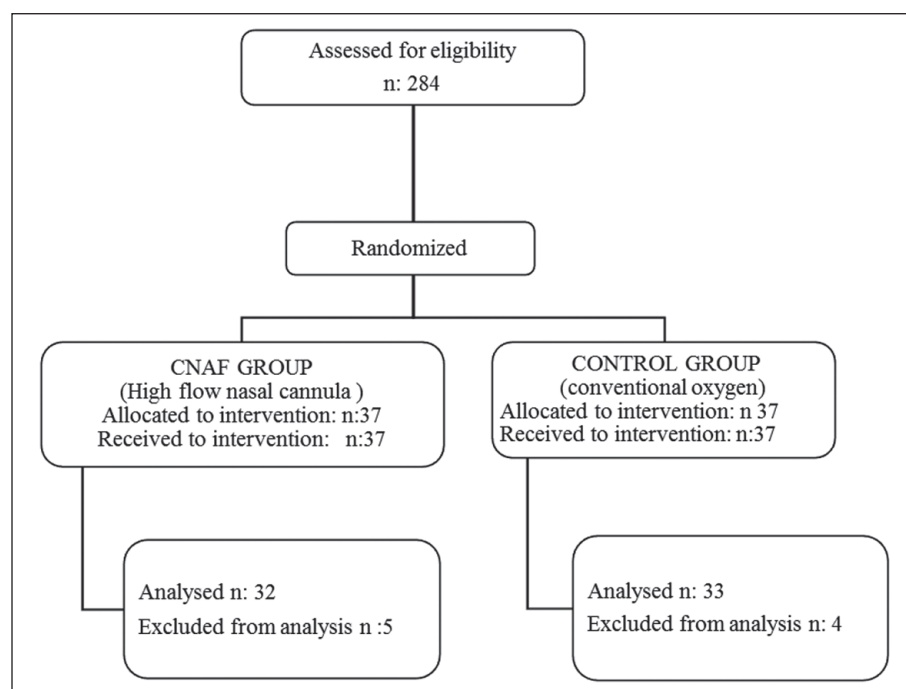 Assessed for eligibility
n: 284
Randomized
CNAF GROUP
(High flow nasal cannula )
Allocated to intervention: n:37
Received to intervention: n:37
CONTROL GROUP
(conventional oxygen)
Allocated to intervention: n 37
Received to intervention: n:37
Analysed n: 32
Excluded from analysis n :5
Analysed n: 33
Excluded from analysis n: 4